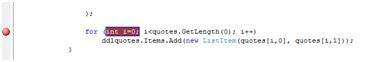 };
for (int i=0; i<quotes.GetLength(0); i++)
ddlquotes.Items.Add(new ListItem(quotes[i,0], quotes[i,1]));
}